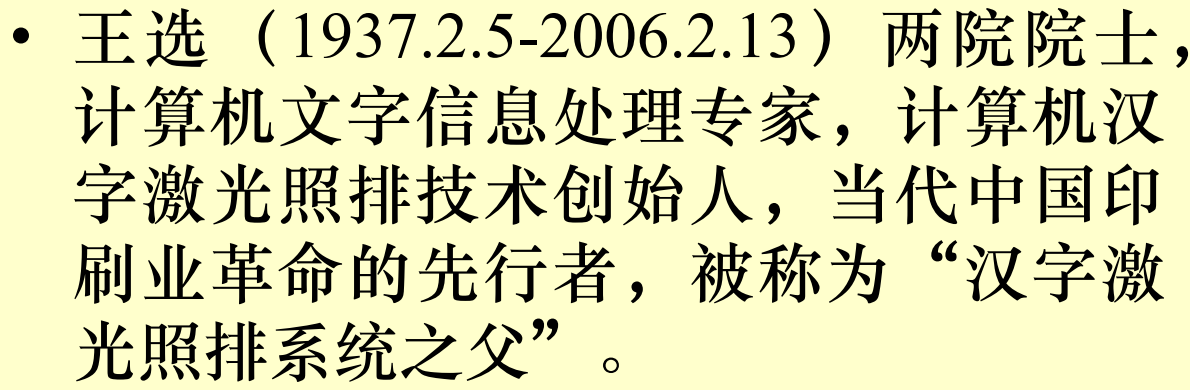 • 王选（1937.2.5-2006.2.13）两院院士，
计算机文字信息处理专家，计算机汉
字激光照排技术创始人，当代中国印
刷业革命的先行者，被称为“汉字激
光照排系统之父”。